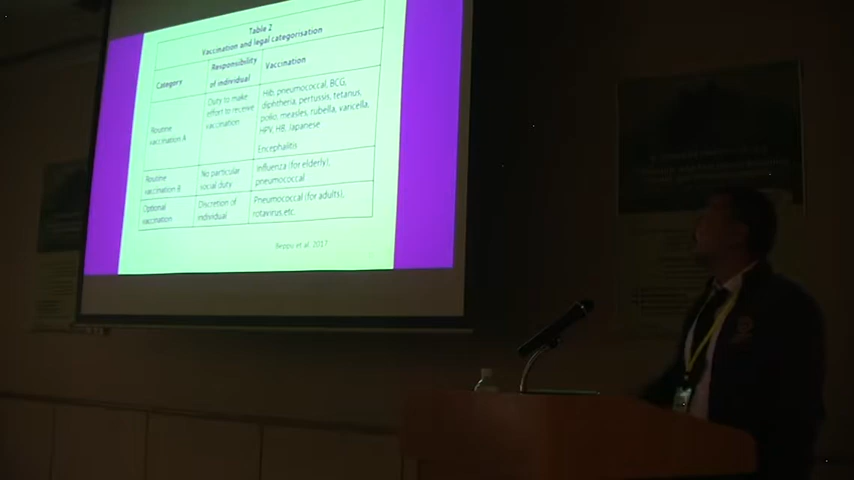 Table 2
Vaccination and legal categorisation
Category
Responsibility
of individual
Vaccination
Routine
vaccination A
Duty to make
effort to receive
vaccination
Hib, pneumococcal, BCG,
diphtheria, pertussis, tetanus,
polio, measles, rubella, varicella,
HPV, HB, Japanese
Encephalitis
Routine
vaccination B
No particular
social duty
Influenza (for elderly),
pneumococcal
Optional
vaccination
Discretion of
individual
Pneumococcal (for adults),
rotavirus, etc.
et al. 2017